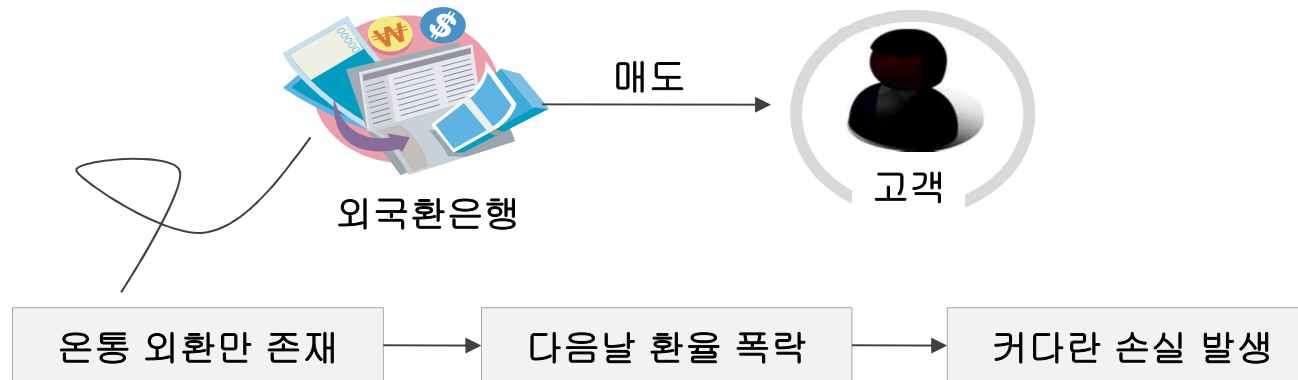 매도
고객
외국환은행
온통 외환만 존재
다음날 환율 폭락
커다란 손실 발생